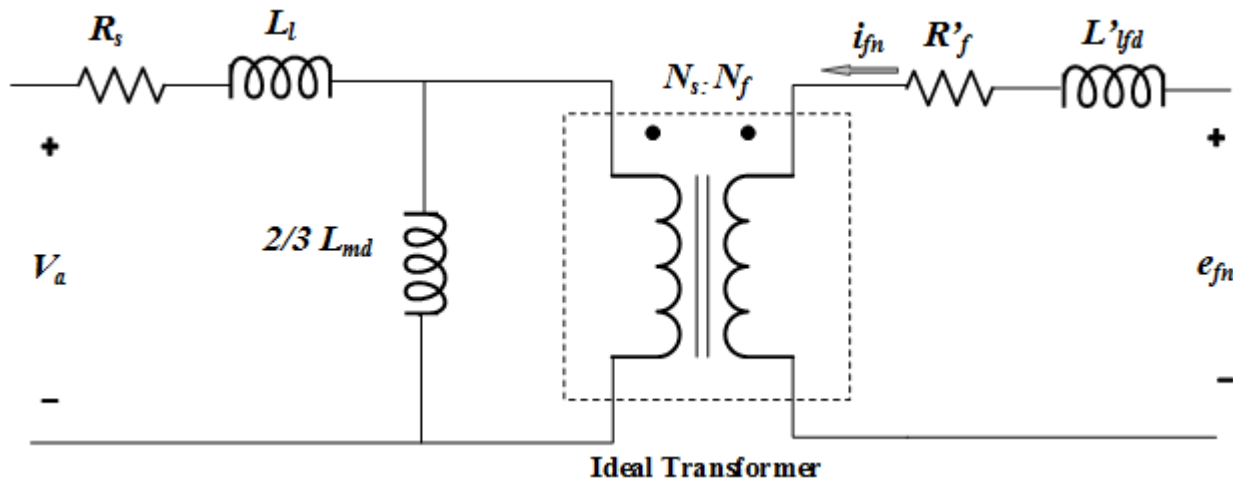 Rs
Ll
ifn
R'f
L'lfd
Ns: Nf
+
+
2/3 Lmd
Va
efn
-
-
Ideal Transformer